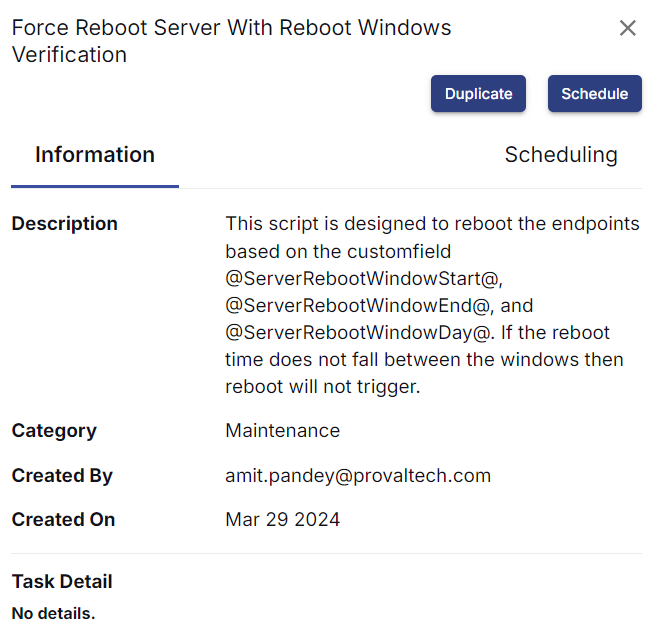 Force Reboot Server With Reboot Windows
Verification
Duplicate
Schedule
Information
Scheduling
Description
This script is designed to reboot the endpoints
based on the customfield
@ServerRebootWindowStart@,
@ServerRebootWindowEnd@, and
@ServerRebootWindowDay@. If the reboot
time does not fall between the windows then
reboot will not trigger.
Category
Maintenance
Created By
amit.pandey@provaltech.com
Created On
Mar 29 2024
Task Detail
No details.